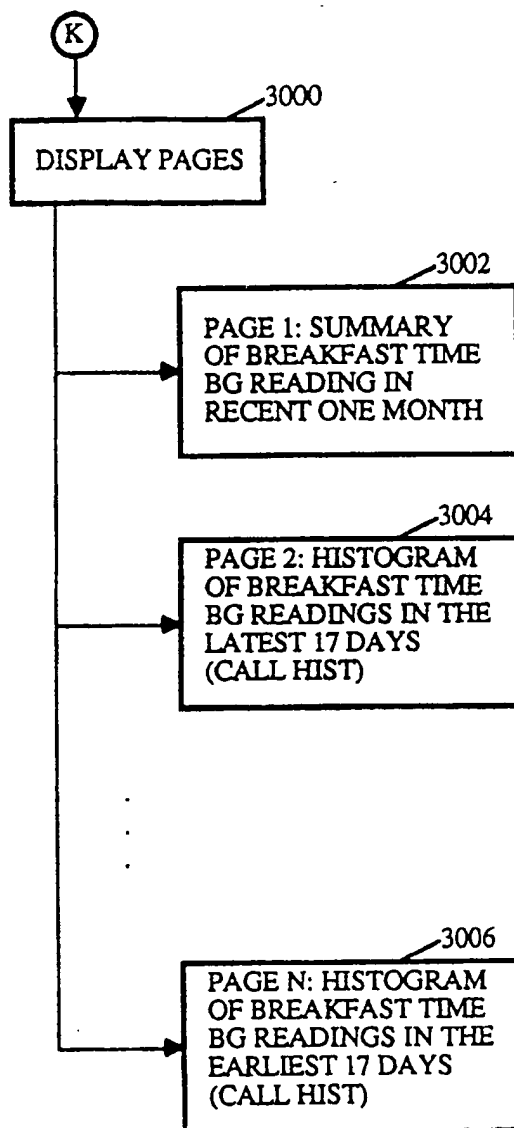 K
3000
DISPLAY PAGES
3002
PAGE 1: SUMMARY
OF BREAKFAST TIME
BG READING IN
RECENT ONE MONTH
3004
PAGE 2: HISTOGRAM
OF BREAKFAST TIME
BG READINGS IN THE
LATEST 17 DAYS
(CALL HIST)
3006
PAGE N: HISTOGRAM
OF BREAKFAST TIME
BG READINGS IN THE
EARLIEST 17 DAYS
(CALL HIST)